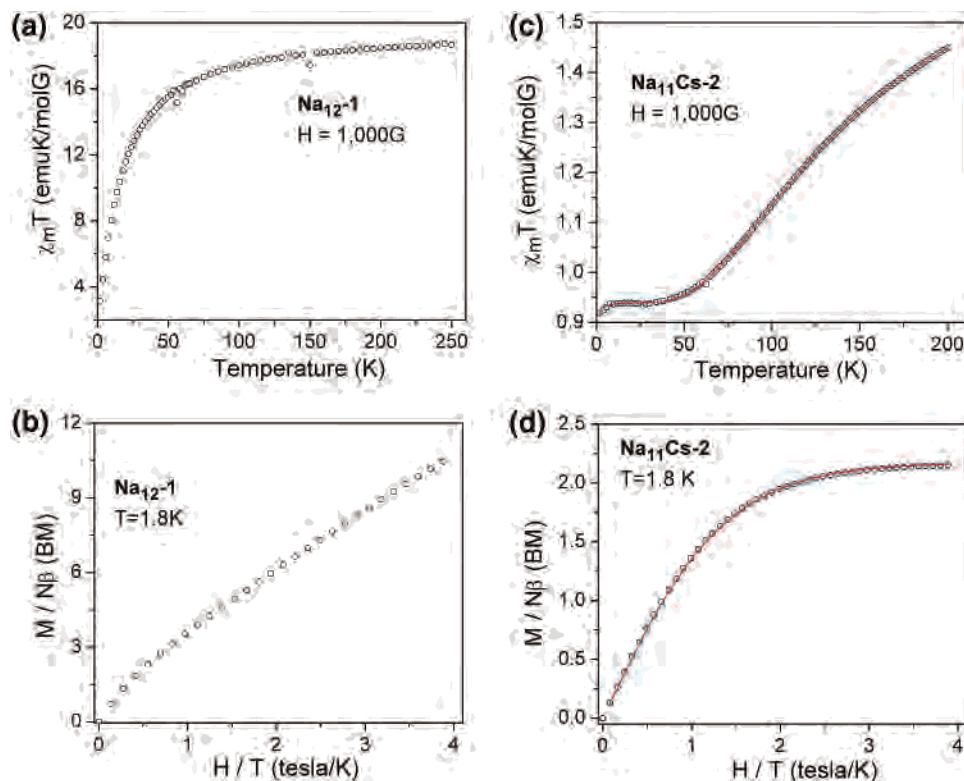 (a)
20
16
12
8
4
χmT (emuK/molG)
Na12-1
H = 1,000G
0 50 100 150 200 250
Temperature (K)
(c)
1.5
1.4
1.3
1.2
1.1
1.0
0.9
χmT (emuK/molG)
Na11Cs-2
H = 1,000G
0 50 100 150 200
Temperature (K)
(b)
12
9
6
3
0
M / Nβ (BM)
Na12-1
T=1.8K
0 1 2 3 4
H / T (tesla/K)
(d)
2.5
2.0
1.5
1.0
0.5
0.0
M / Nβ (BM)
Na11Cs-2
T=1.8 K
0 1 2 3 4
H / T (tesla/K)